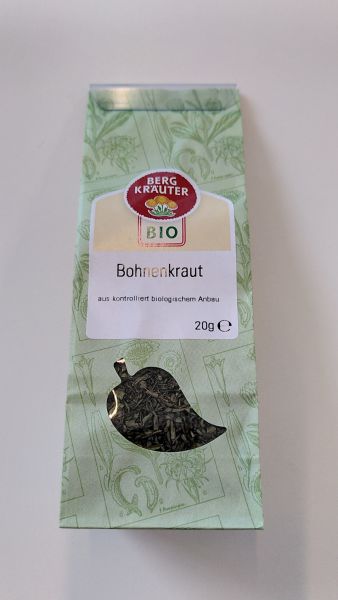 BERG
KRÄUTER
BIO
Bohnenkraut
aus kontrolliert biologischem Anbau
20g ℮